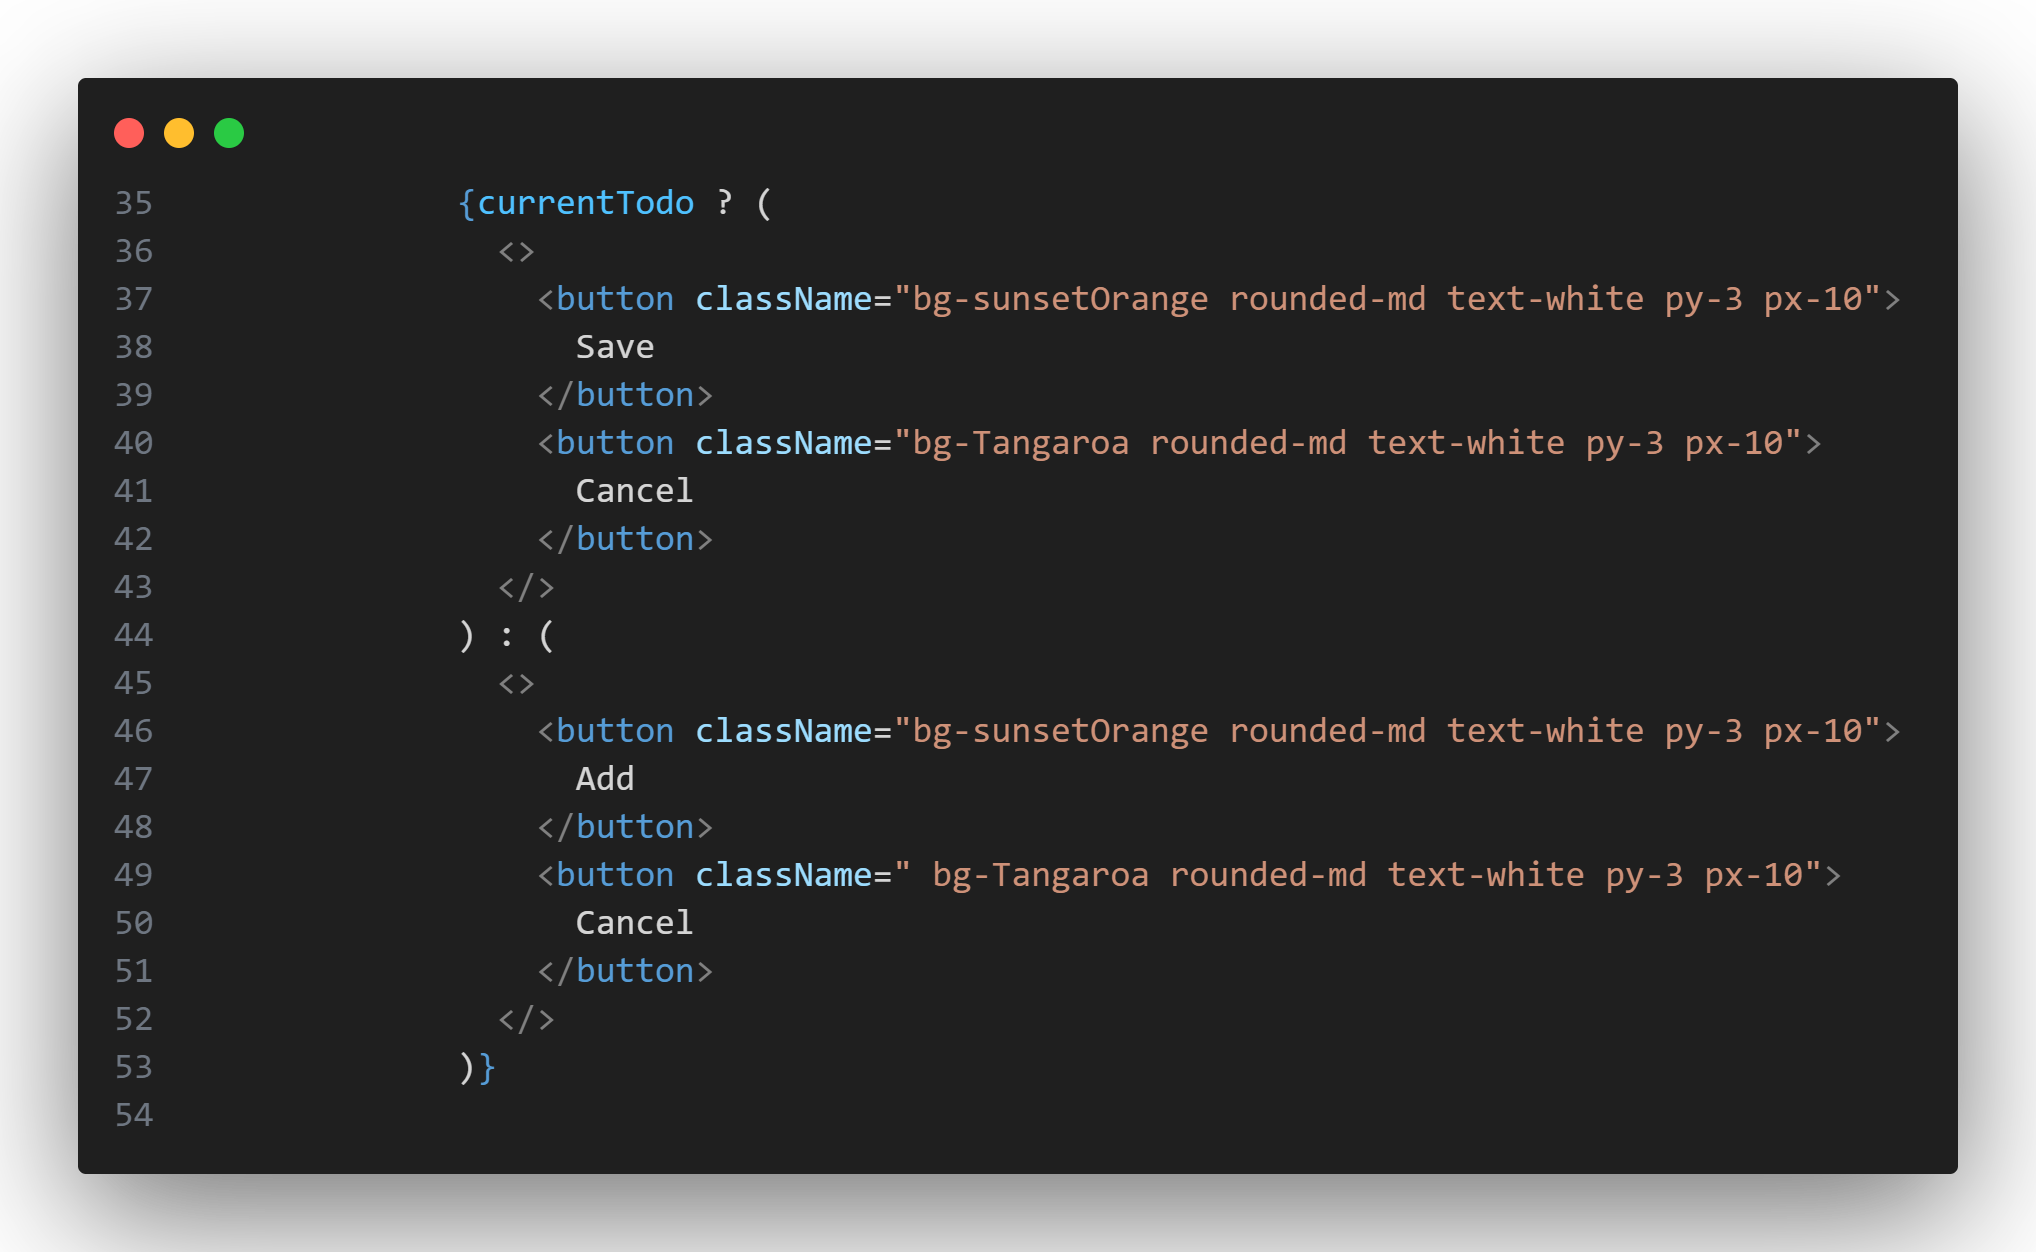 35 {currentTodo ? (
36 <>
37 <button className="bg-sunsetOrange rounded-md text-white py-3 px-10">
38 Save
39 </button>
40 <button className="bg-Tangaroa rounded-md text-white py-3 px-10">
41 Cancel
42 </button>
43 </>
44 ) : (
45 <>
46 <button className="bg-sunsetOrange rounded-md text-white py-3 px-10">
47 Add
48 </button>
49 <button className=" bg-Tangaroa rounded-md text-white py-3 px-10">
50 Cancel
51 </button>
52 </>
53 )}
54